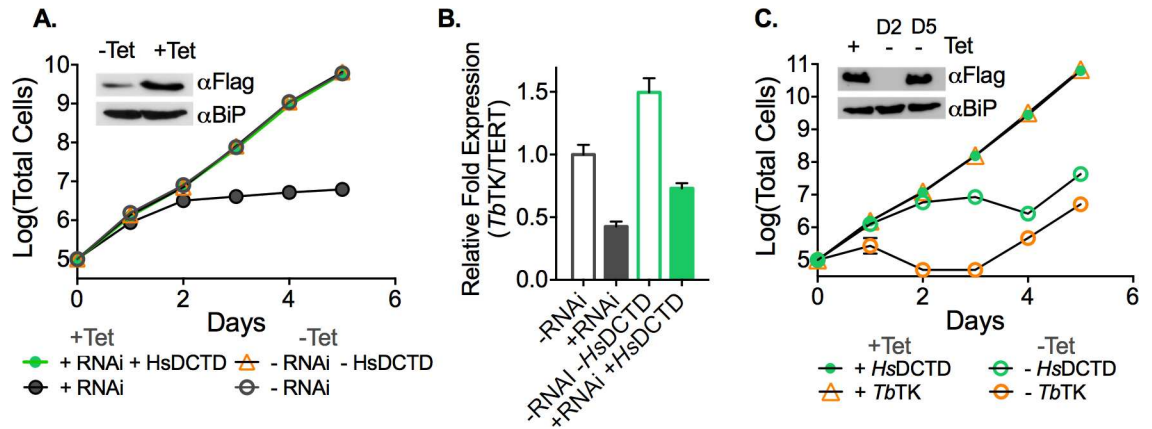 A.
-Tet +Tet
αFlag
αBiP
Log(Total Cells)
10
9
8
7
6
5
0 2 4 6
Days
+Tet -Tet
+ RNAi + HsDCTD - RNAi - HsDCTD
+ RNAi - RNAi
B.
Relative Fold Expression
(TbTK/TERT)
1.5
1.0
0.5
0.0
-RNAi
+RNAi
-RNAI -HsDCTD
+RNAi +HsDCTD
C.
D2 D5
+ - - Tet
αFlag
αBiP
Log(Total Cells)
11
10
9
8
7
6
5
0 2 4 6
Days
+Tet -Tet
+ HsDCTD - HsDCTD
+ TbTK - TbTK